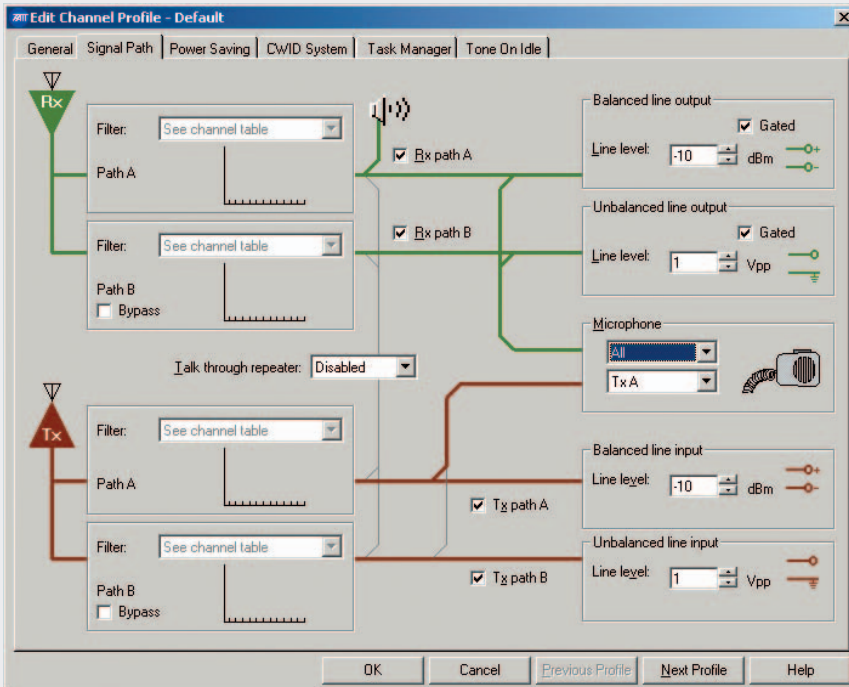 TAIT Edit Channel Profile - Default
General Signal Path Power Saving CWID System Task Manager Tone On Idle
Rx
Filter: See channel table
Path A
Rx path A
Balanced line output
Gated
Line level: -10 dBm
Filter: See channel table
Path B
Bypass
Rx path B
Unbalanced line output
Gated
Line level: 1 Vpp
Talk through repeater: Disabled
Microphone
All
Tx A
Tx
Filter: See channel table
Path A
Tx path A
Balanced line input
Line level: -10 dBm
Filter: See channel table
Path B
Bypass
Tx path B
Unbalanced line input
Line level: 1 Vpp
OK Cancel Previous Profile Next Profile Help